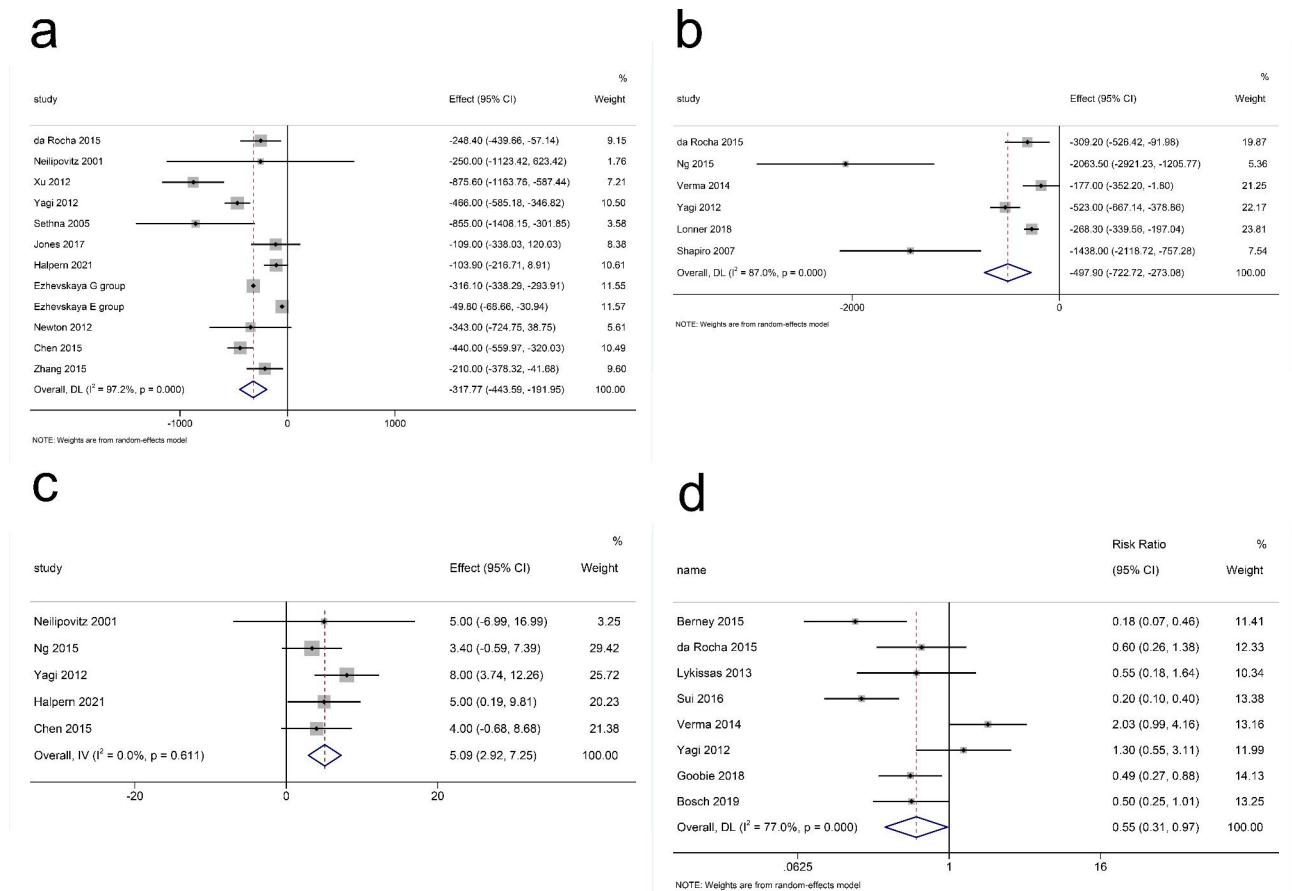 a
%
study Effect (95% CI) Weight
da Rocha 2015 -248.40 (-439.66, -57.14) 9.15
Neilipovitz 2001 -250.00 (-1123.42, 623.42) 1.76
Xu 2012 -875.60 (-1163.76, -587.44) 7.21
Yagi 2012 -466.00 (-585.18, -346.82) 10.50
Sethna 2005 -855.00 (-1408.15, -301.85) 3.58
Jones 2017 -109.00 (-338.03, 120.03) 8.38
Halpern 2021 -103.90 (-216.71, 8.91) 10.61
Ezhevskaya G group -316.10 (-338.29, -293.91) 11.55
Ezhevskaya E group -49.80 (-68.66, -30.94) 11.57
Newton 2012 -343.00 (-724.75, 38.75) 5.61
Chen 2015 -440.00 (-559.97, -320.03) 10.49
Zhang 2015 -210.00 (-378.32, -41.68) 9.60
Overall, DL (I² = 97.2%, p = 0.000) -317.77 (-443.59, -191.95) 100.00
-1000 0 1000
NOTE: Weights are from random-effects model
b
%
study Effect (95% CI) Weight
da Rocha 2015 -309.20 (-526.42, -91.98) 19.87
Ng 2015 -2063.50 (-2921.23, -1205.77) 5.36
Verma 2014 -177.00 (-352.20, -1.80) 21.25
Yagi 2012 -523.00 (-667.14, -378.86) 22.17
Lonner 2018 -268.30 (-339.56, -197.04) 23.81
Shapiro 2007 -1438.00 (-2118.72, -757.28) 7.54
Overall, DL (I² = 87.0%, p = 0.000) -497.90 (-722.72, -273.08) 100.00
-2000 0
NOTE: Weights are from random-effects model
c
%
study Effect (95% CI) Weight
Neilipovitz 2001 5.00 (-6.99, 16.99) 3.25
Ng 2015 3.40 (-0.59, 7.39) 29.42
Yagi 2012 8.00 (3.74, 12.26) 25.72
Halpern 2021 5.00 (0.19, 9.81) 20.23
Chen 2015 4.00 (-0.68, 8.68) 21.38
Overall, IV (I² = 0.0%, p = 0.611) 5.09 (2.92, 7.25) 100.00
-20 0 20
d
Risk Ratio %
name (95% CI) Weight
Berney 2015 0.18 (0.07, 0.46) 11.41
da Rocha 2015 0.60 (0.26, 1.38) 12.33
Lykissas 2013 0.55 (0.18, 1.64) 10.34
Sui 2016 0.20 (0.10, 0.40) 13.38
Verma 2014 2.03 (0.99, 4.16) 13.16
Yagi 2012 1.30 (0.55, 3.11) 11.99
Goobie 2018 0.49 (0.27, 0.88) 14.13
Bosch 2019 0.50 (0.25, 1.01) 13.25
Overall, DL (I² = 77.0%, p = 0.000) 0.55 (0.31, 0.97) 100.00
.0625 1 16
NOTE: Weights are from random-effects model